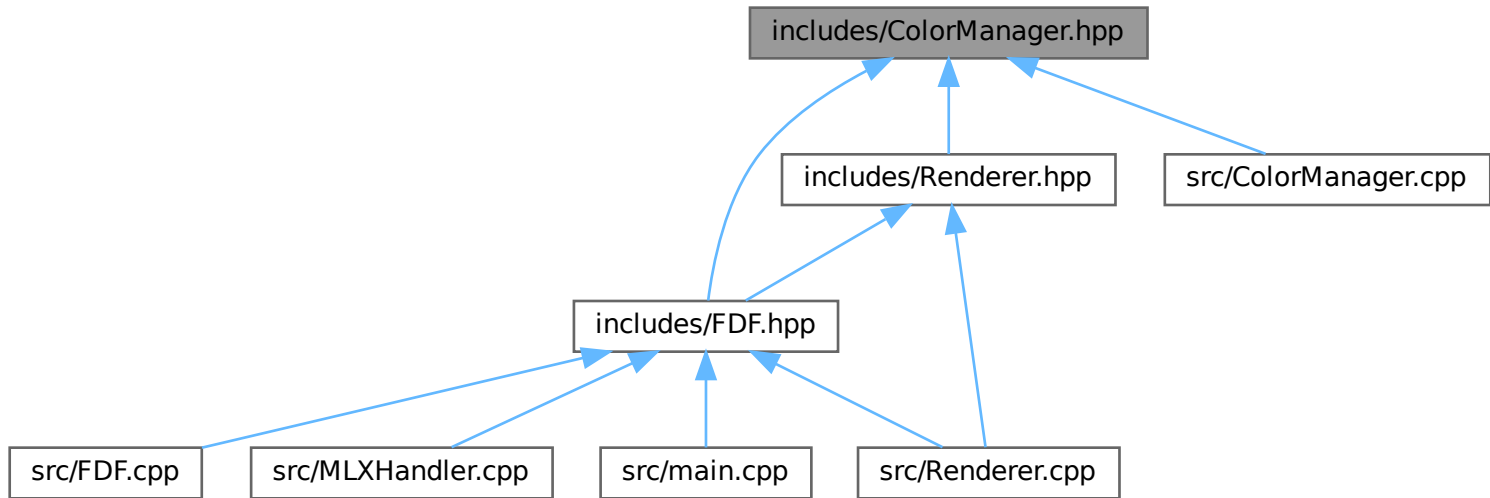 includes/ColorManager.hpp
includes/Renderer.hpp
src/ColorManager.cpp
includes/FDF.hpp
src/FDF.cpp
src/MLXHandler.cpp
src/main.cpp
src/Renderer.cpp